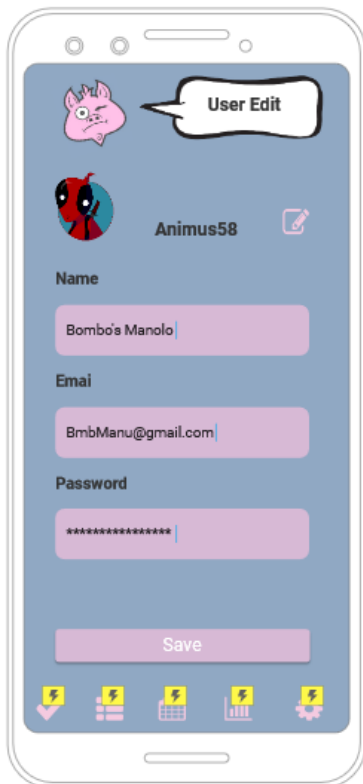 User Edit
Animus58
Name
Bombo's Manolo
Emai
BmbManu@gmail.com
Password
****************
Save